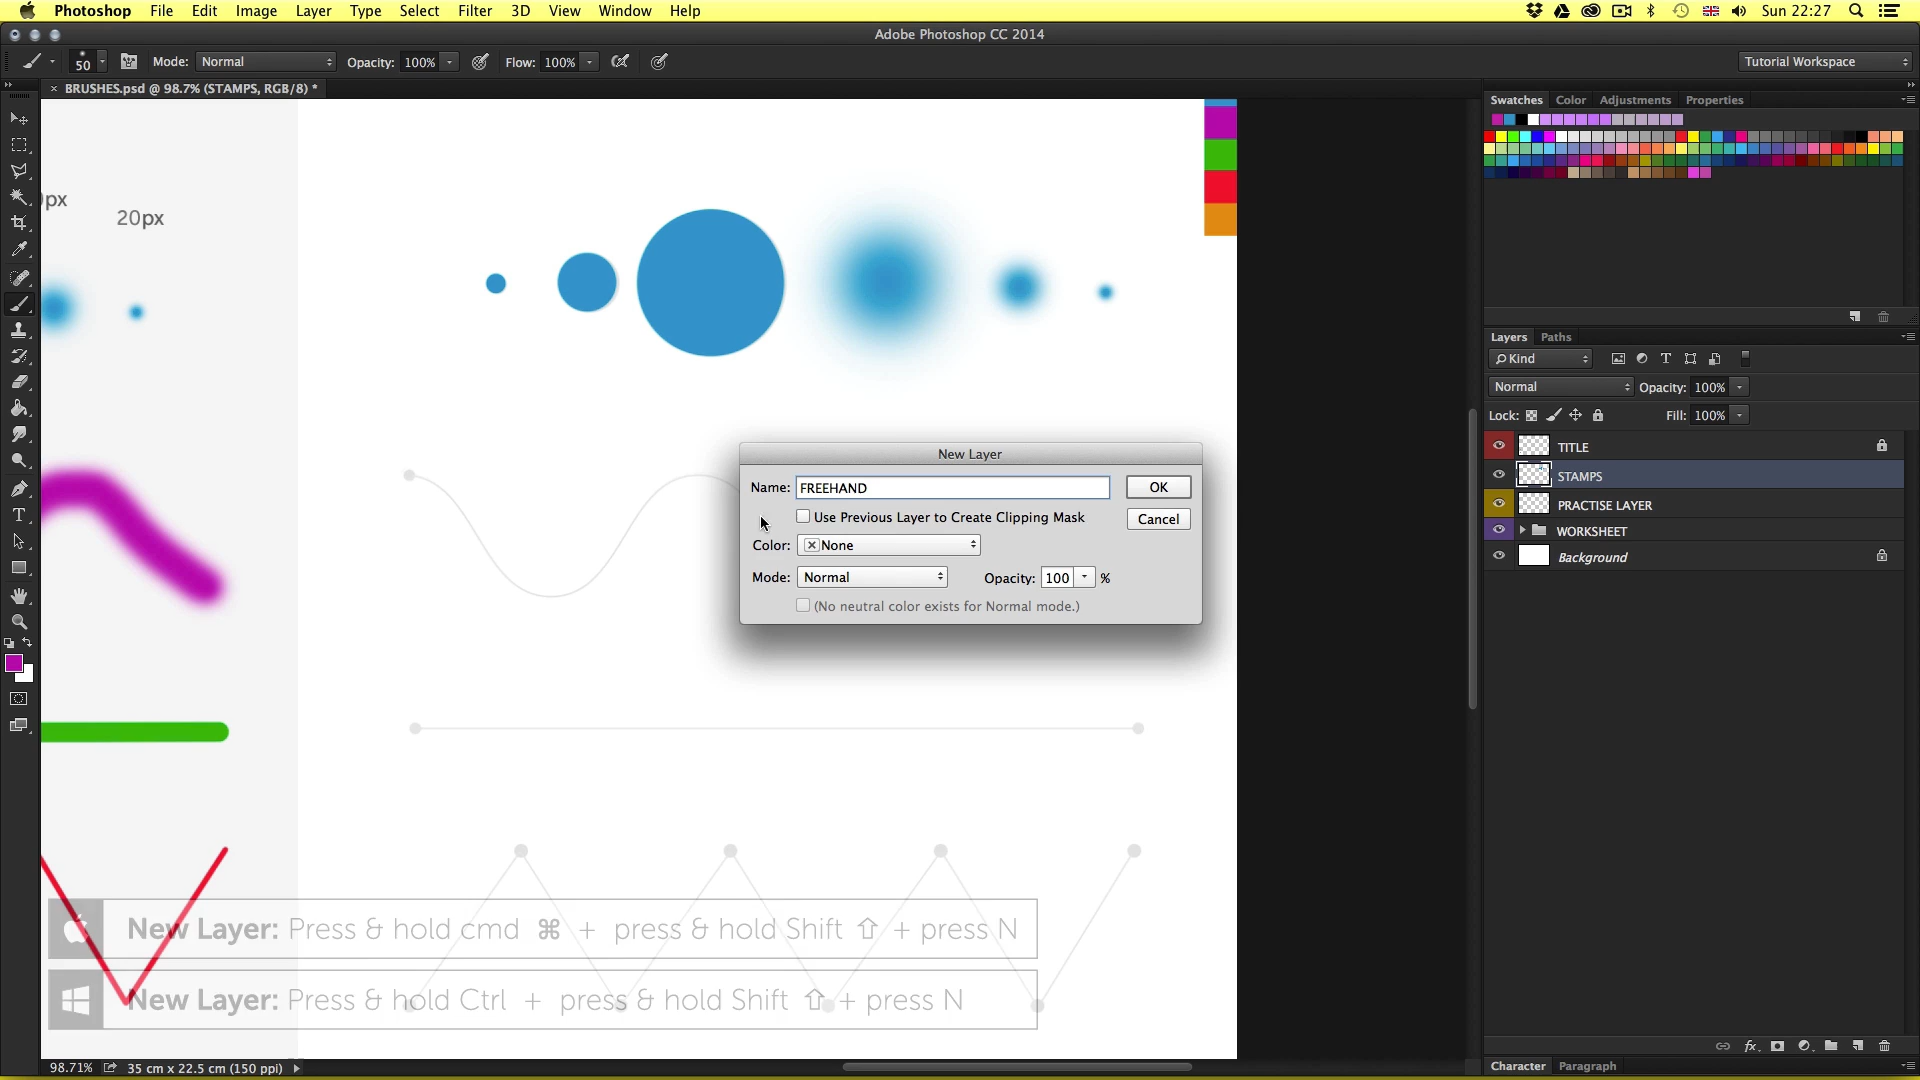 Photoshop File Edit Image Layer Type Select Filter 3D View Window Help Sun 22:27
Adobe Photoshop CC 2014
50 Mode: Normal Opacity: 100% Flow: 100% Tutorial Workspace
× BRUSHES.psd @ 98.7% (STAMPS, RGB/8) *
Swatches Color Adjustments Properties
px
20px
Layers Paths
Kind
Normal Opacity: 100%
Lock: Fill: 100%
TITLE
STAMPS
PRACTISE LAYER
WORKSHEET
Background
New Layer
Name: FREEHAND OK
Use Previous Layer to Create Clipping Mask Cancel
Color: None
Mode: Normal Opacity: 100 %
(No neutral color exists for Normal mode.)
New Layer: Press & hold cmd ⌘ + press & hold Shift ⇧ + press N
New Layer: Press & hold Ctrl + press & hold Shift ⇧ + press N
98.71% 35 cm x 22.5 cm (150 ppi)
Character Paragraph